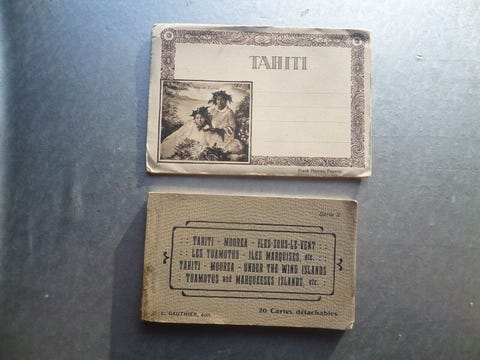 TAHITI
Frank Homes, Papeete
Série 2
:: TAHITI - MOOREA - ILES-SOUS-LE-VENT ::
:: LES TUAMOTUS - ILES MARQUISES, etc. ::
TAHITI - MOOREA - UNDER THE WIND ISLANDS
TUAMOTUS and MARQUESES ISLANDS, etc.
L. GAUTHIER, édit.
20 Cartes détachables